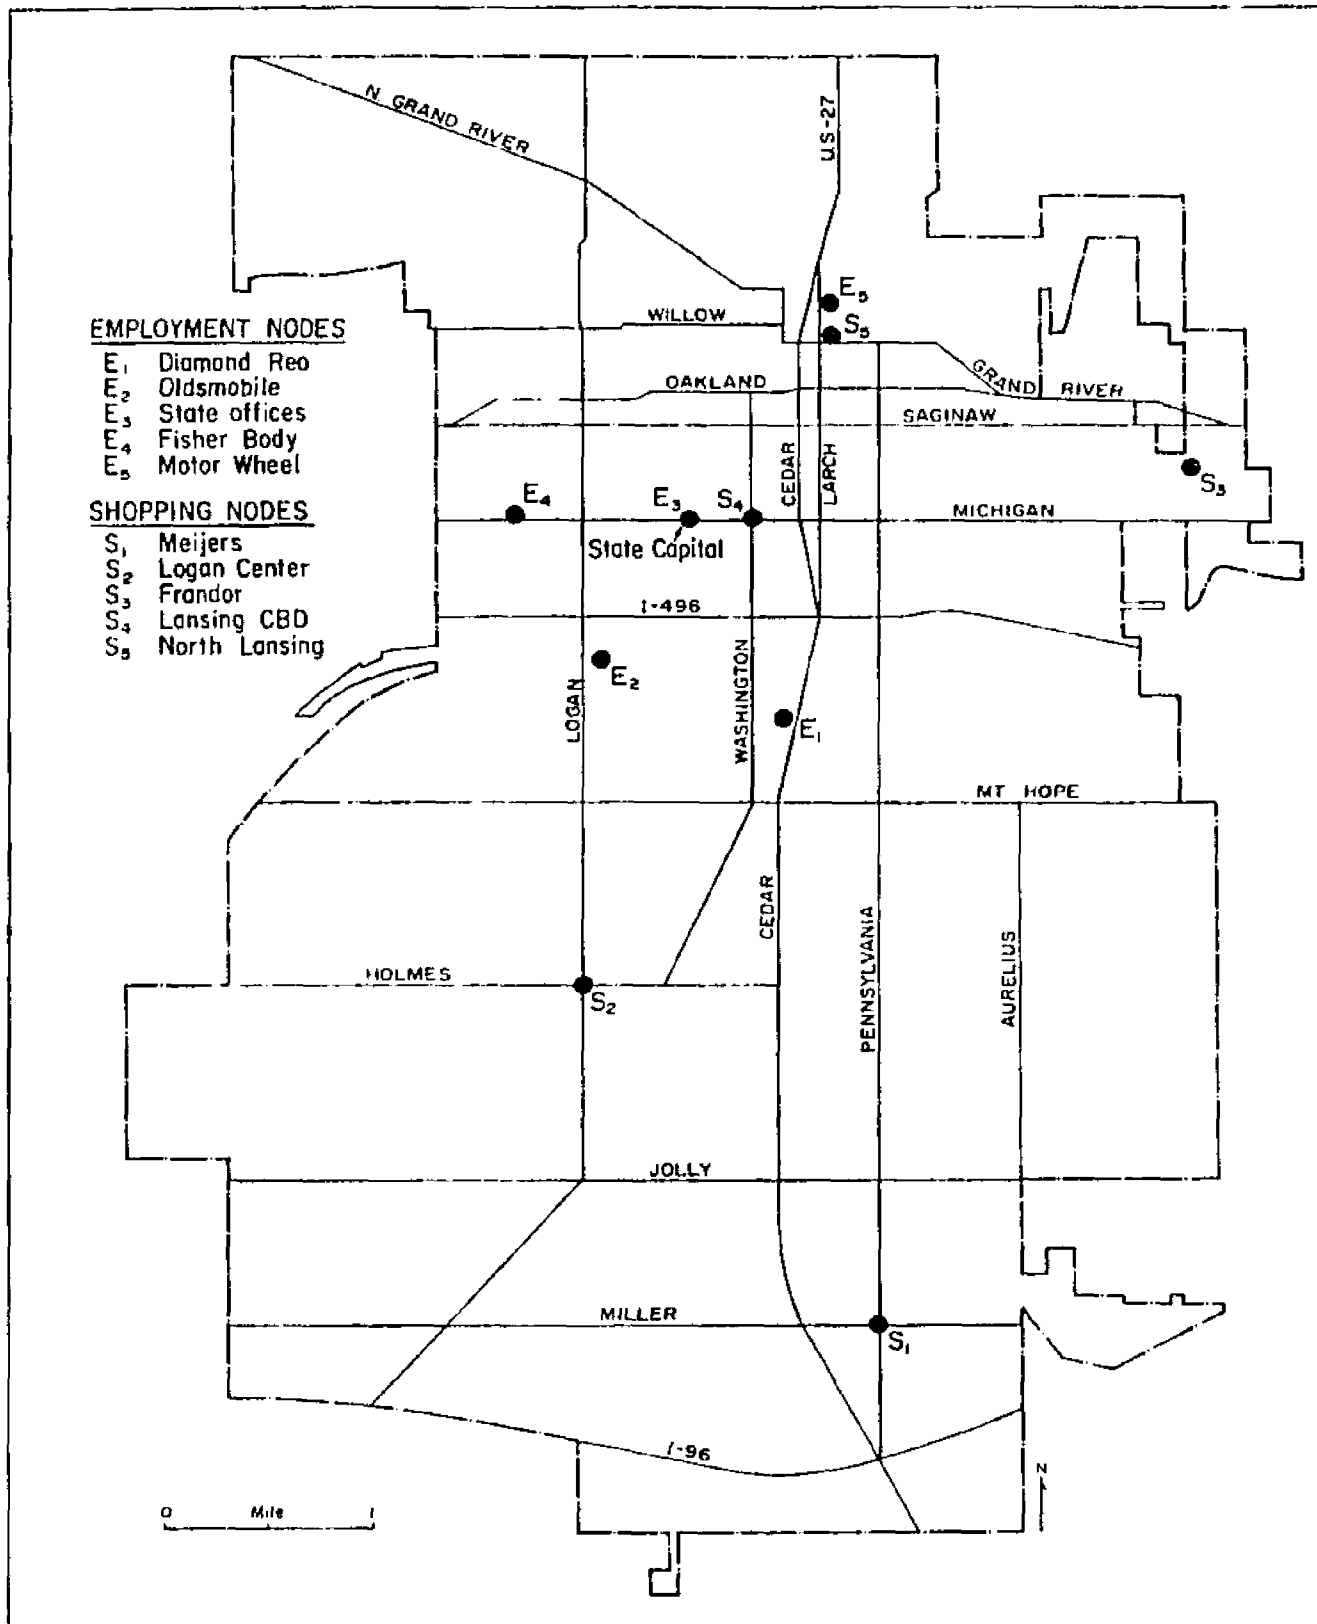 N. GRAND RIVER
U.S-27
E₅
S₅
WILLOW
EMPLOYMENT NODES
E₁ Diamond Reo
E₂ Oldsmobile
E₃ State offices
E₄ Fisher Body
E₅ Motor Wheel
SHOPPING NODES
S₁ Meijers
S₂ Logan Center
S₃ Frandor
S₄ Lansing CBD
S₅ North Lansing
OAKLAND
GRAND RIVER
SAGINAW
CEDAR
LARCH
S₃
E₄
E₃
S₄
MICHIGAN
State Capital
I-496
LOGAN
E₂
WASHINGTON
E₁
MT HOPE
CEDAR
PENNSYLVANIA
AURELIUS
HOLMES
S₂
JOLLY
MILLER
S₁
I-96
0 Mile 1
N